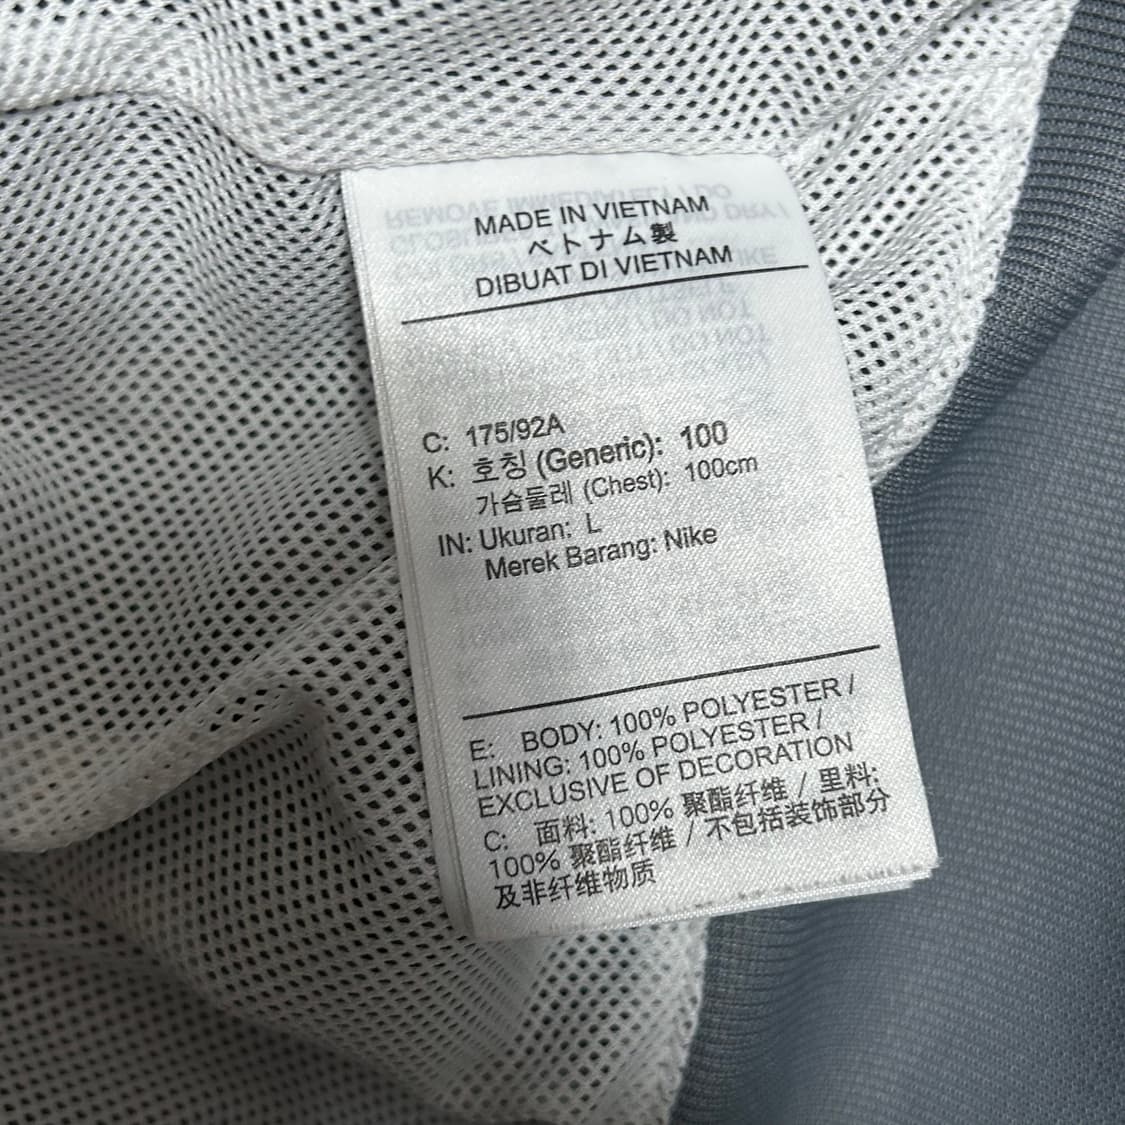 MADE IN VIETNAM
ベトナム製
DIBUAT DI VIETNAM
C: 175/92A
K: 호칭 (Generic): 100
가슴둘레 (Chest): 100cm
IN: Ukuran: L
Merek Barang: Nike
E: BODY: 100% POLYESTER /
LINING: 100% POLYESTER /
EXCLUSIVE OF DECORATION
C: 面料: 100% 聚酯纤维 / 里料:
100% 聚酯纤维 / 不包括装饰部分
及非纤维物质